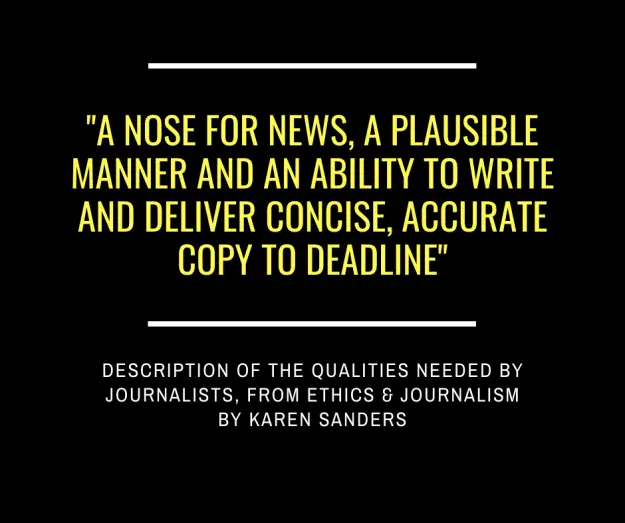 "A NOSE FOR NEWS, A PLAUSIBLE
MANNER AND AN ABILITY TO WRITE
AND DELIVER CONCISE, ACCURATE
COPY TO DEADLINE"
DESCRIPTION OF THE QUALITIES NEEDED BY
JOURNALISTS, FROM ETHICS & JOURNALISM
BY KAREN SANDERS